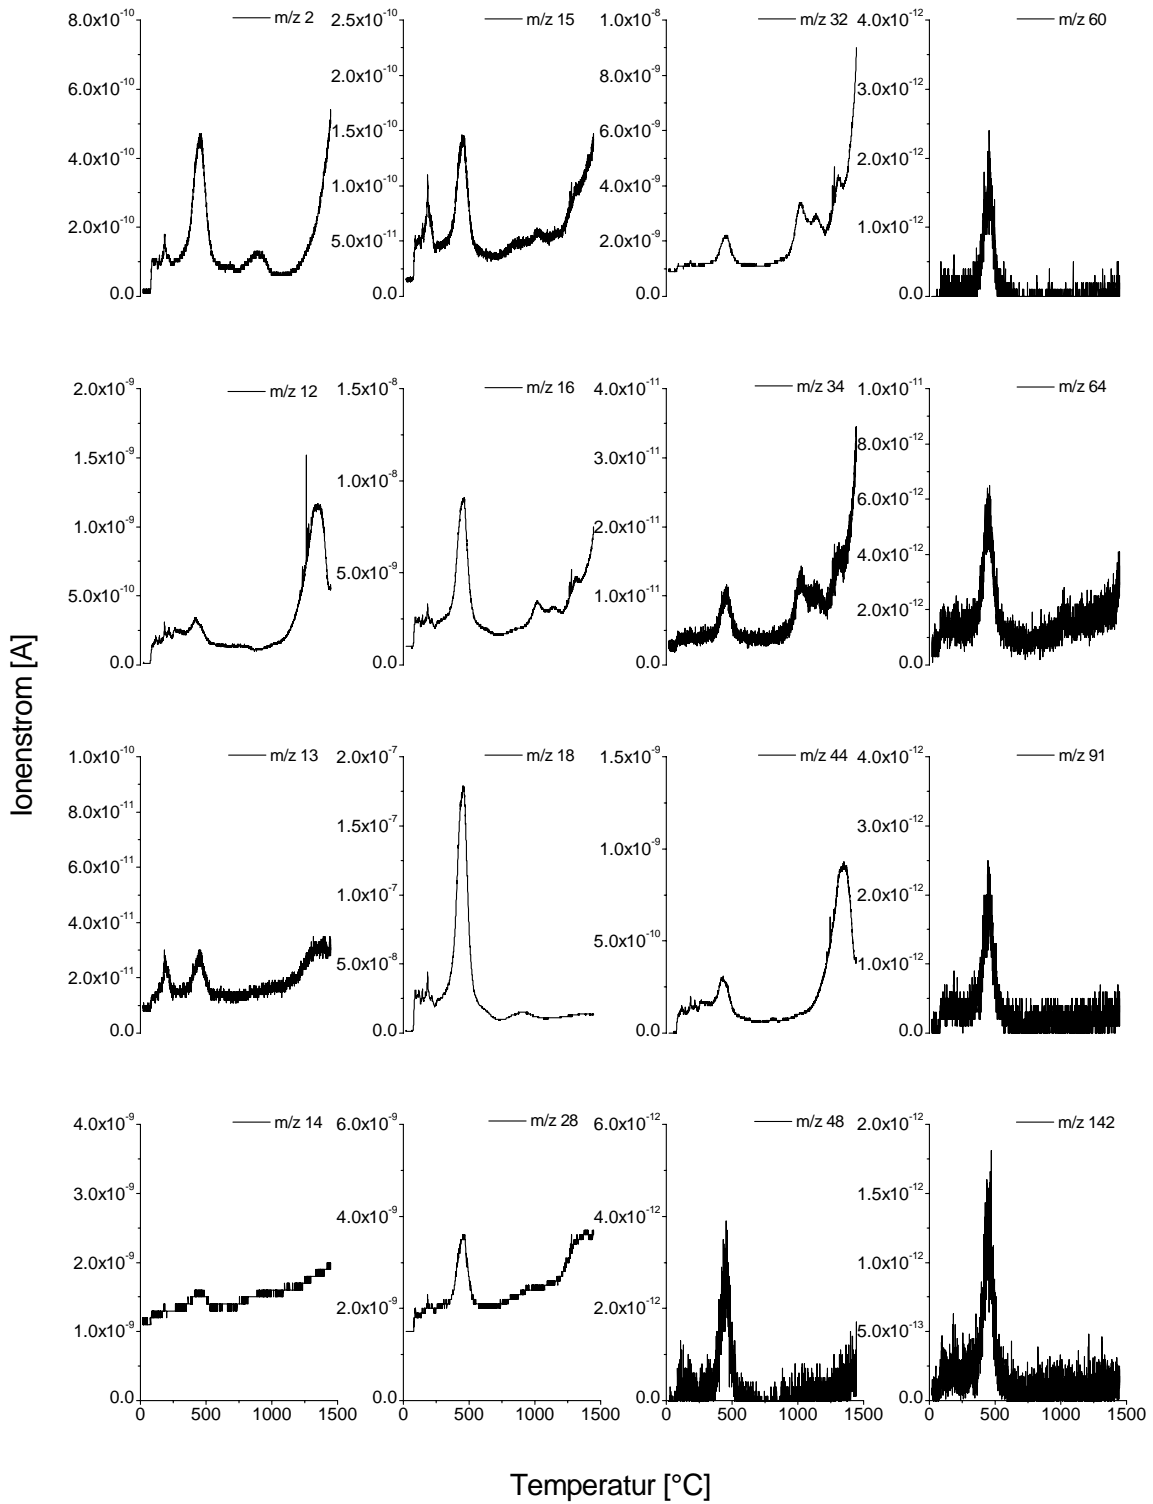 Ionenstrom [A]
m/z 2
8.0x10⁻¹⁰
6.0x10⁻¹⁰
4.0x10⁻¹⁰
2.0x10⁻¹⁰
0.0
m/z 15
2.5x10⁻¹⁰
2.0x10⁻¹⁰
1.5x10⁻¹⁰
1.0x10⁻¹⁰
5.0x10⁻¹¹
0.0
m/z 32
1.0x10⁻⁸
8.0x10⁻⁹
6.0x10⁻⁹
4.0x10⁻⁹
2.0x10⁻⁹
0.0
m/z 60
4.0x10⁻¹²
3.0x10⁻¹²
2.0x10⁻¹²
1.0x10⁻¹²
0.0
m/z 12
2.0x10⁻⁹
1.5x10⁻⁹
1.0x10⁻⁹
5.0x10⁻¹⁰
0.0
m/z 16
1.5x10⁻⁸
1.0x10⁻⁸
5.0x10⁻⁹
0.0
m/z 34
4.0x10⁻¹¹
3.0x10⁻¹¹
2.0x10⁻¹¹
1.0x10⁻¹¹
0.0
m/z 64
1.0x10⁻¹¹
8.0x10⁻¹²
6.0x10⁻¹²
4.0x10⁻¹²
2.0x10⁻¹²
0.0
m/z 13
1.0x10⁻¹⁰
8.0x10⁻¹¹
6.0x10⁻¹¹
4.0x10⁻¹¹
2.0x10⁻¹¹
0.0
m/z 18
2.0x10⁻⁷
1.5x10⁻⁷
1.0x10⁻⁷
5.0x10⁻⁸
0.0
m/z 44
1.5x10⁻⁹
1.0x10⁻⁹
5.0x10⁻¹⁰
0.0
m/z 91
4.0x10⁻¹²
3.0x10⁻¹²
2.0x10⁻¹²
1.0x10⁻¹²
0.0
m/z 14
4.0x10⁻⁹
3.0x10⁻⁹
2.0x10⁻⁹
1.0x10⁻⁹
0.0
0 500 1000 1500
m/z 28
6.0x10⁻⁹
4.0x10⁻⁹
2.0x10⁻⁹
0.0
0 500 1000 1500
m/z 48
6.0x10⁻¹²
4.0x10⁻¹²
2.0x10⁻¹²
0.0
0 500 1000 1500
m/z 142
2.0x10⁻¹²
1.5x10⁻¹²
1.0x10⁻¹²
5.0x10⁻¹³
0.0
0 500 1000 1500
Temperatur [°C]